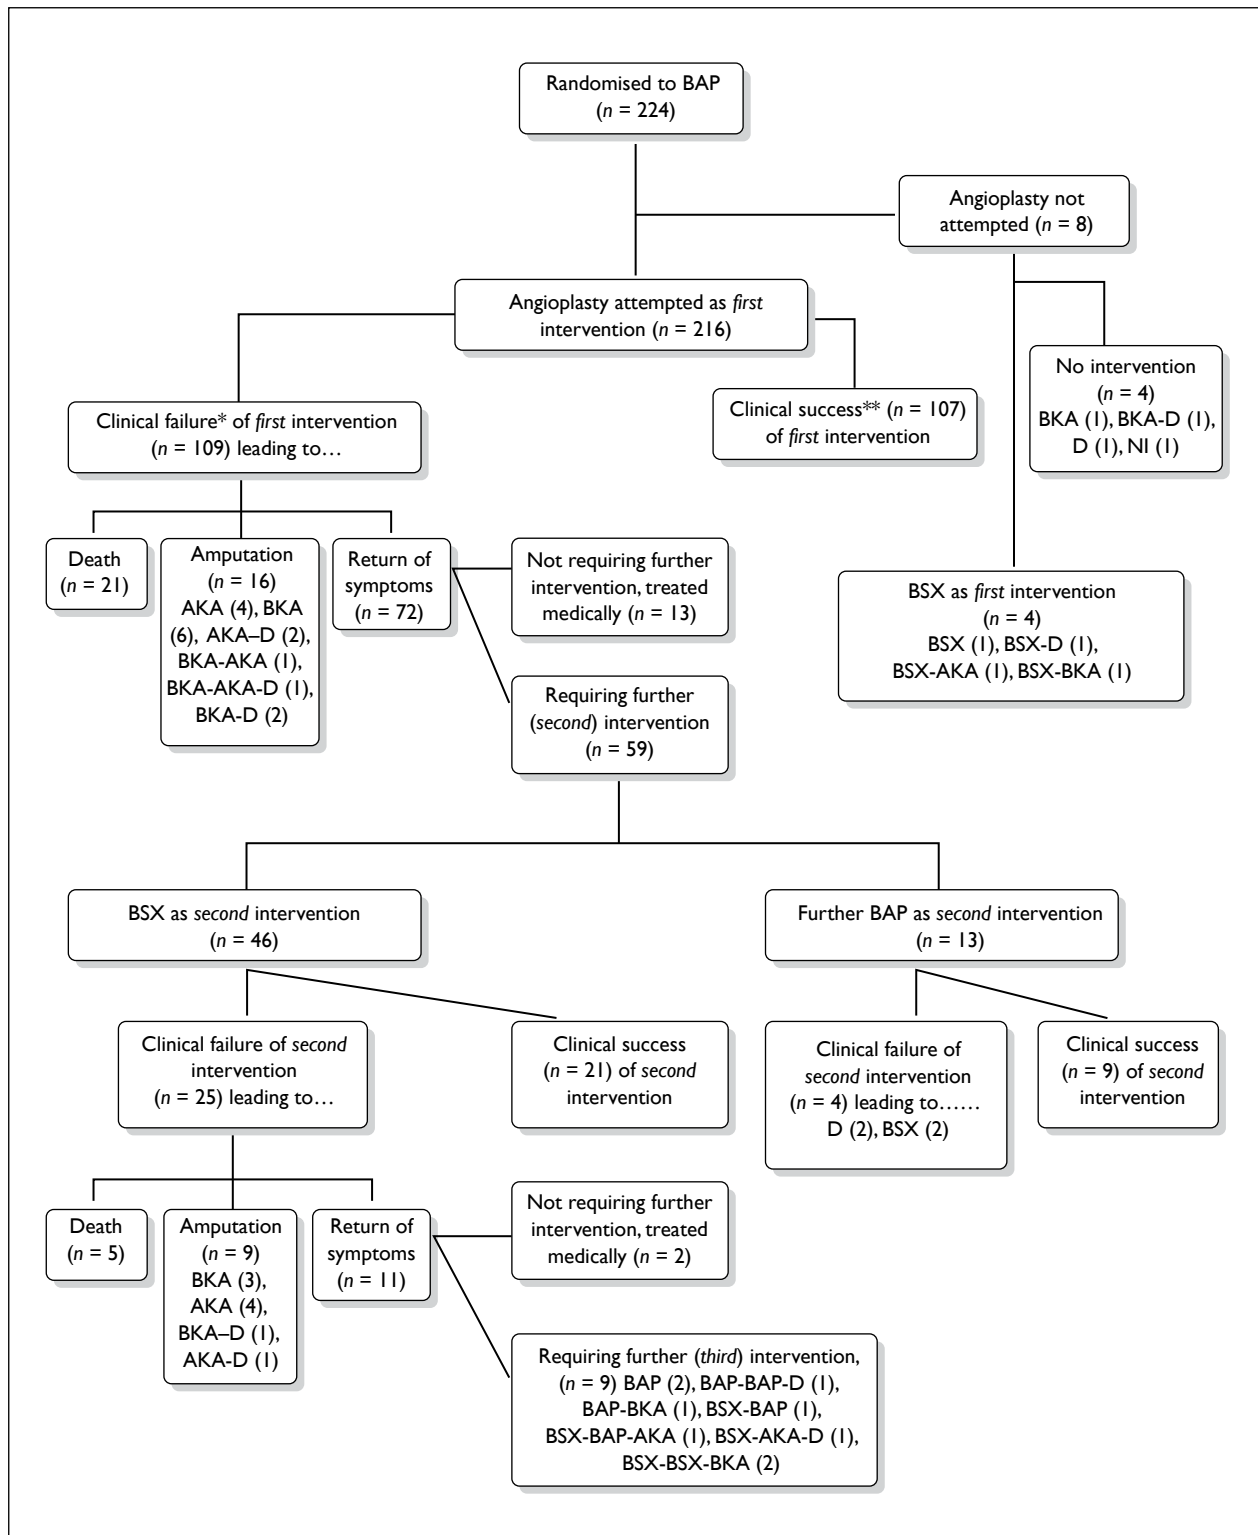 Randomised to BAP
(n = 224)
Angioplasty not
attempted (n = 8)
Angioplasty attempted as first
intervention (n = 216)
No intervention
(n = 4)
BKA (1), BKA-D (1),
D (1), NI (1)
Clinical failure* of first intervention
(n = 109) leading to…
Clinical success** (n = 107)
of first intervention
Death
(n = 21)
Amputation
(n = 16)
AKA (4), BKA
(6), AKA–D (2),
BKA-AKA (1),
BKA-AKA-D (1),
BKA-D (2)
Return of
symptoms
(n = 72)
Not requiring further
intervention, treated
medically (n = 13)
BSX as first intervention
(n = 4)
BSX (1), BSX-D (1),
BSX-AKA (1), BSX-BKA (1)
Requiring further
(second) intervention
(n = 59)
BSX as second intervention
(n = 46)
Further BAP as second intervention
(n = 13)
Clinical failure of second
intervention
(n = 25) leading to…
Clinical success
(n = 21) of second
intervention
Clinical failure of
second intervention
(n = 4) leading to……
D (2), BSX (2)
Clinical success
(n = 9) of second
intervention
Death
(n = 5)
Amputation
(n = 9)
BKA (3),
AKA (4),
BKA–D (1),
AKA-D (1)
Return of
symptoms
(n = 11)
Not requiring further
intervention, treated
medically (n = 2)
Requiring further (third) intervention,
(n = 9) BAP (2), BAP-BAP-D (1),
BAP-BKA (1), BSX-BAP (1),
BSX-BAP-AKA (1), BSX-AKA-D (1),
BSX-BSX-BKA (2)